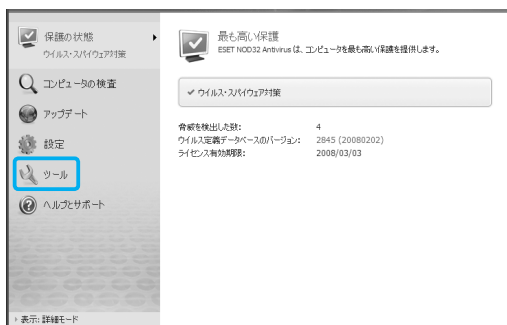 保護の状態
ウイルス・スパイウェア対策
コンピュータの検査
アップデート
設定
ツール
ヘルプとサポート
表示: 詳細モード
最も高い保護
ESET NOD32 Antivirus は、コンピュータを最も高い保護を提供します。
ウイルス・スパイウェア対策
脅威を検出した数: 4
ウイルス定義データベースのバージョン: 2845 (20080202)
ライセンス有効期限: 2008/03/03